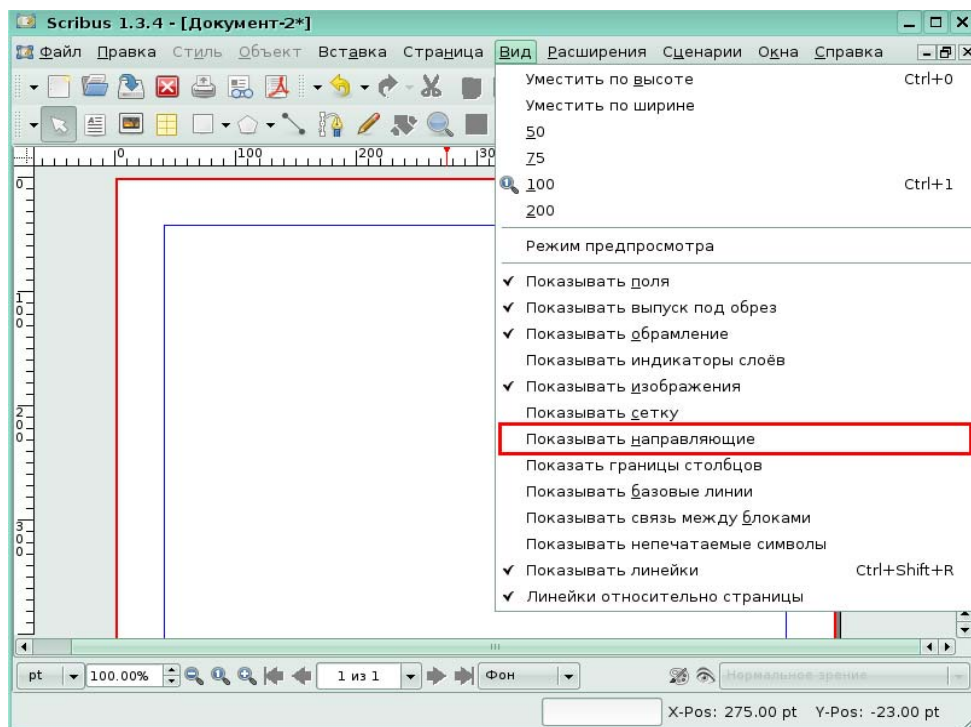 Scribus 1.3.4 - [Документ-2*]
Файл Правка Стиль Объект Вставка Страница Вид Расширения Сценарии Окна Справка
Уместить по высоте Ctrl+0
Уместить по ширине
50
75
100 Ctrl+1
200
Режим предпросмотра
Показывать поля
Показывать выпуск под обрез
Показывать обрамление
Показывать индикаторы слоёв
Показывать изображения
Показывать сетку
Показывать направляющие
Показать границы столбцов
Показывать базовые линии
Показывать связь между блоками
Показывать непечатаемые символы
Показывать линейки Ctrl+Shift+R
Линейки относительно страницы
0 100 200 30
0
100
200
300
pt 100.00% 1 из 1 Фон Нормальное зрение
X-Pos: 275.00 pt Y-Pos: -23.00 pt